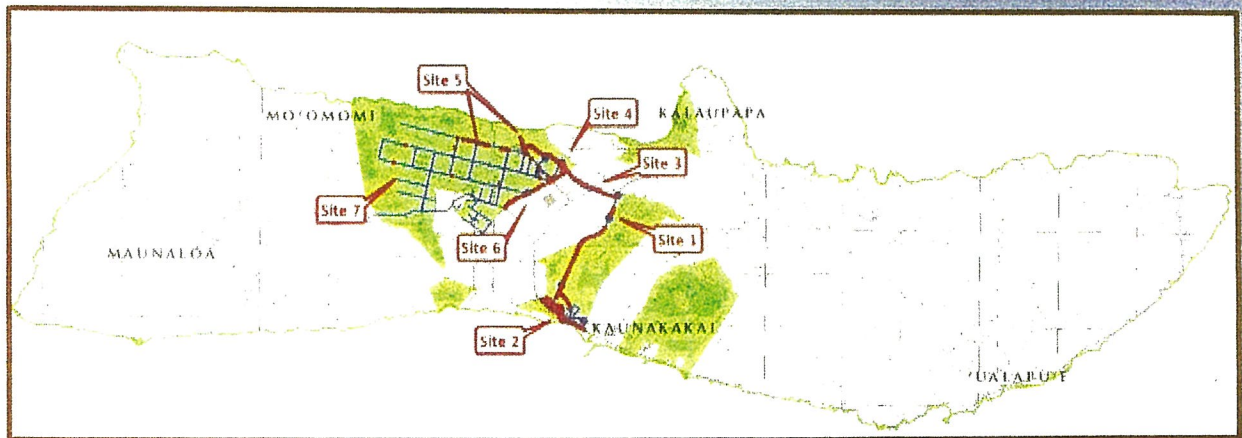 Site 5
MO'OMOMI
Site 4
KALAUPAPA
Site 3
Site 7
Site 6
Site 1
MAUNALOA
Site 2
KAUNAKAKAI
'UALAPU'E